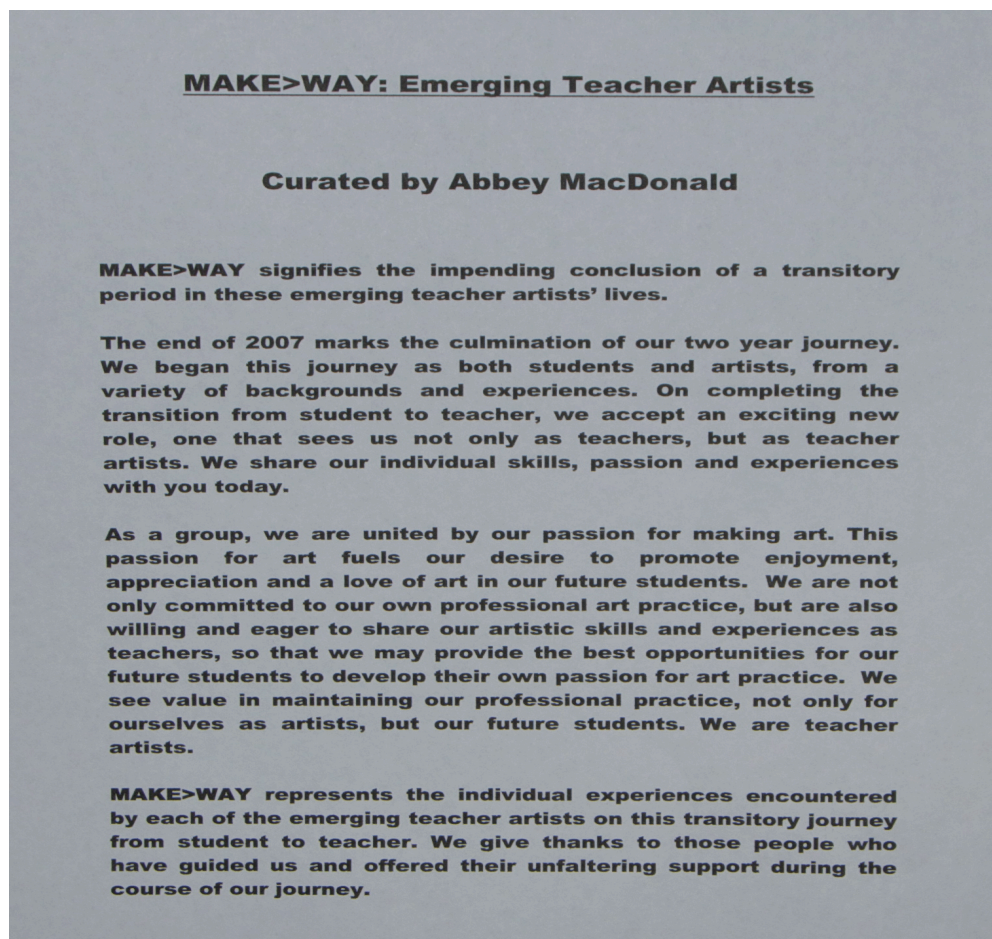 MAKE>WAY: Emerging Teacher Artists
Curated by Abbey MacDonald
MAKE>WAY signifies the impending conclusion of a transitory
period in these emerging teacher artists’ lives.
The end of 2007 marks the culmination of our two year journey.
We began this journey as both students and artists, from a
variety of backgrounds and experiences. On completing the
transition from student to teacher, we accept an exciting new
role, one that sees us not only as teachers, but as teacher
artists. We share our individual skills, passion and experiences
with you today.
As a group, we are united by our passion for making art. This
passion for art fuels our desire to promote enjoyment,
appreciation and a love of art in our future students. We are not
only committed to our own professional art practice, but are also
willing and eager to share our artistic skills and experiences as
teachers, so that we may provide the best opportunities for our
future students to develop their own passion for art practice. We
see value in maintaining our professional practice, not only for
ourselves as artists, but our future students. We are teacher
artists.
MAKE>WAY represents the individual experiences encountered
by each of the emerging teacher artists on this transitory journey
from student to teacher. We give thanks to those people who
have guided us and offered their unfaltering support during the
course of our journey.